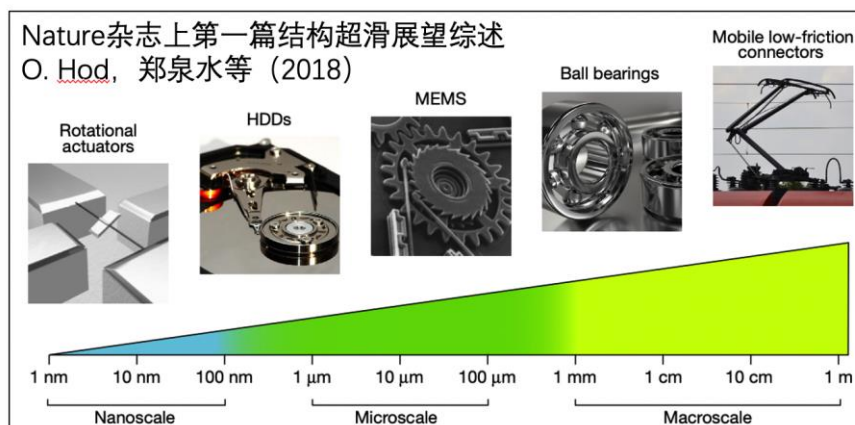 Nature杂志上第一篇结构超滑展望综述
O. Hod，郑泉水等（2018）
Rotational
actuators
HDDs
MEMS
Ball bearings
Mobile low-friction
connectors
1 nm
10 nm
100 nm
1 μm
10 μm
100 μm
1 mm
1 cm
10 cm
1 m
Nanoscale
Microscale
Macroscale